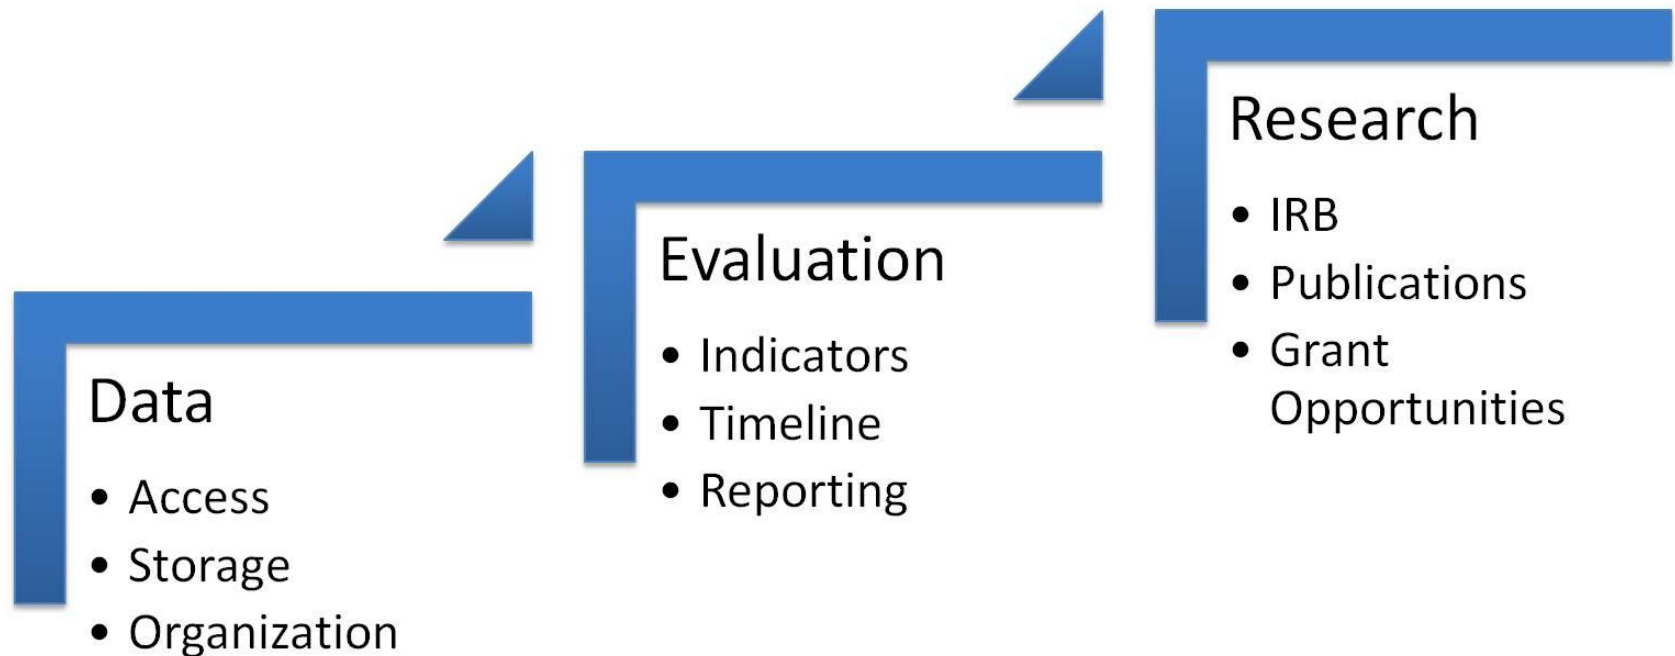 Data
• Access
• Storage
• Organization
Evaluation
• Indicators
• Timeline
• Reporting
Research
• IRB
• Publications
• Grant
Opportunities